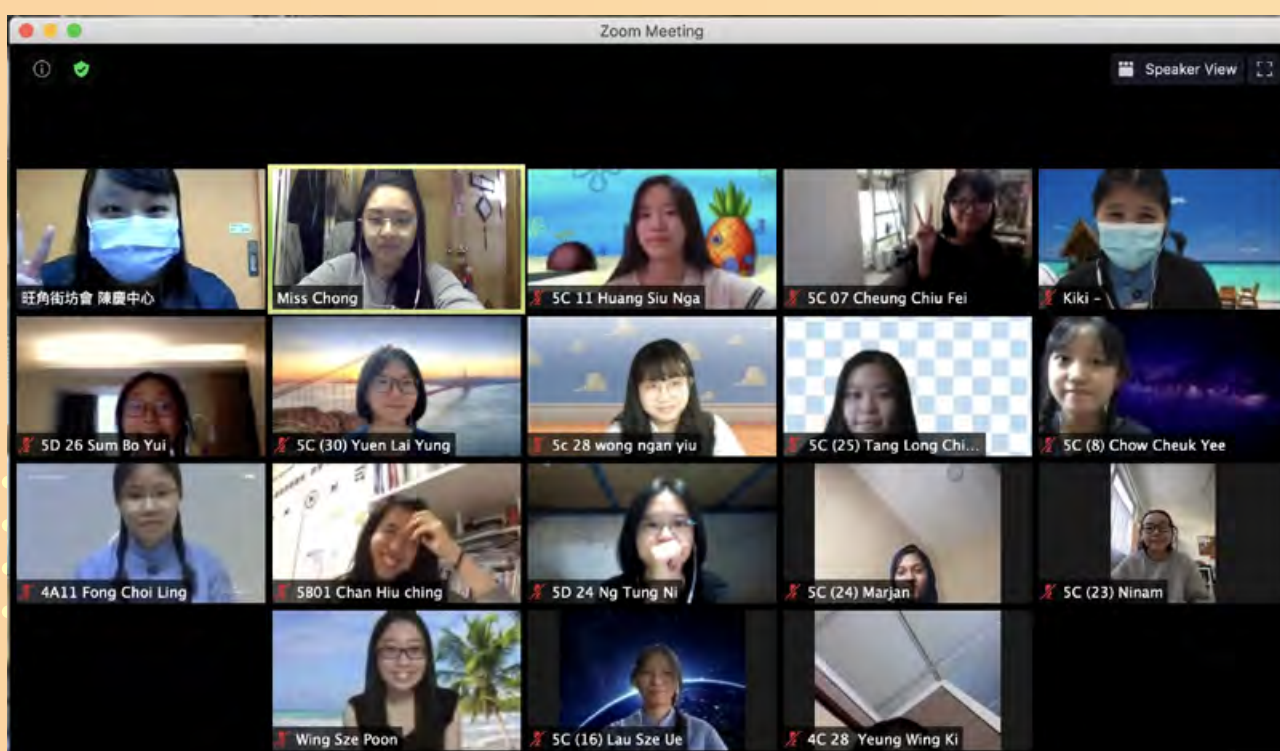 Zoom Meeting
Speaker View
旺角街坊會 陳慶中心
Miss Chong
5C 11 Huang Siu Nga
5C 07 Cheung Chiu Fei
Kiki -
5D 26 Sum Bo Yui
5C (30) Yuen Lai Yung
5c 28 wong ngan yiu
5C (25) Tang Long Chi...
5C (8) Chow Cheuk Yee
4A11 Fong Choi Ling
5B01 Chan Hiu ching
5D 24 Ng Tung Ni
5C (24) Marjan
5C (23) Ninam
Wing Sze Poon
5C (16) Lau Sze Ue
4C 28 Yeung Wing Ki